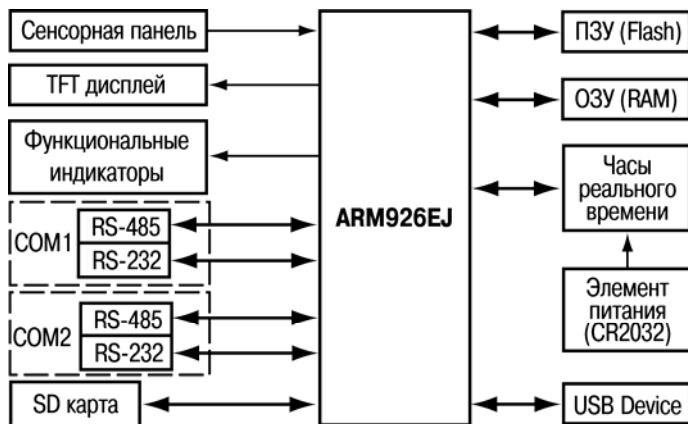 Сенсорная панель
TFT дисплей
Функциональные
индикаторы
COM1
RS-485
RS-232
COM2
RS-485
RS-232
SD карта
ARM926EJ
ПЗУ (Flash)
ОЗУ (RAM)
Часы
реального
времени
Элемент
питания
(CR2032)
USB Device